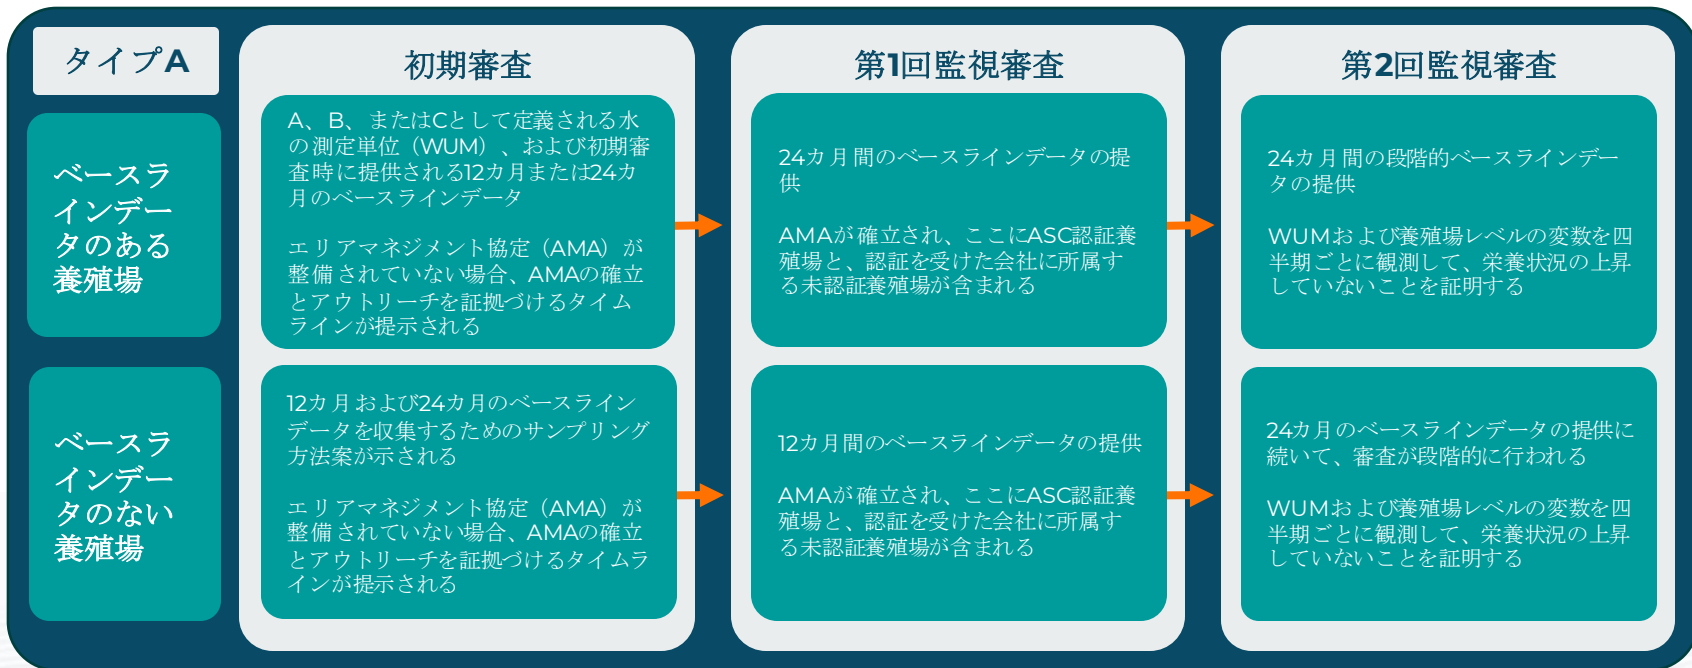 タイプA
初期審査
第1回監視審査
第2回監視審査
ベースラ
インデー
タのある
養殖場
A、B、またはCとして定義される水
の測定単位（WUM）、および初期審
査時に提供される12カ月または24カ
月のベースラインデータ
エリアマネジメント協定（AMA）が
整備されていない場合、AMAの確立
とアウトリーチを証拠づけるタイム
ラインが提示される
24カ月間のベースラインデータの提
供
AMAが確立され、ここにASC認証養
殖場と、認証を受けた会社に所属す
る未認証養殖場が含まれる
24カ月間の段階的ベースラインデー
タの提供
WUMおよび養殖場レベルの変数を四
半期ごとに観測して、栄養状況の上昇
していないことを証明する
ベースラ
インデー
タのない
養殖場
12カ月および24カ月のベースライン
データを収集するためのサンプリング
方法案が示される
エリアマネジメント協定（AMA）が
整備されていない場合、AMAの確立
とアウトリーチを証拠づけるタイムラ
インが提示される
12カ月間のベースラインデータの提供
AMAが確立され、ここにASC認証養
殖場と、認証を受けた会社に所属す
る未認証養殖場が含まれる
24カ月のベースラインデータの提供に
続いて、審査が段階的に行われる
WUMおよび養殖場レベルの変数を四
半期ごとに観測して、栄養状況の上昇
していないことを証明する